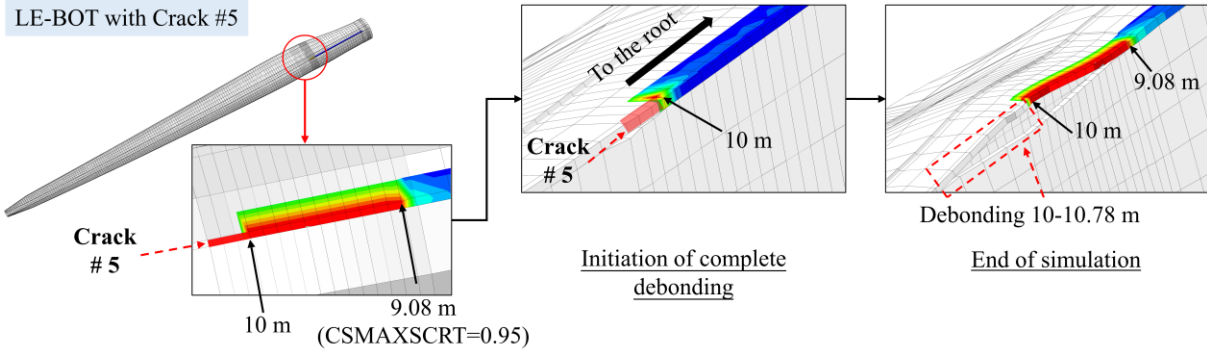 LE-BOT with Crack #5
Crack
# 5
10 m
9.08 m
(CSMAXSCRT=0.95)
To the root
10 m
Crack
# 5
Initiation of complete
debonding
9.08 m
10 m
Debonding 10-10.78 m
End of simulation